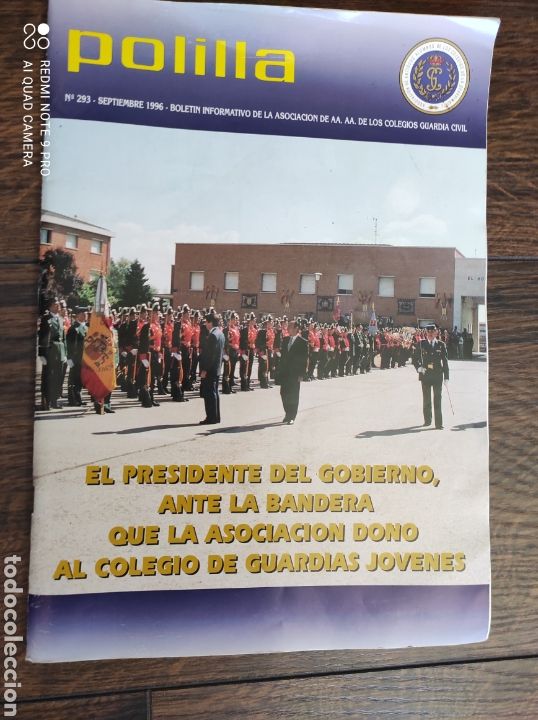 polilla
Nº 293 - SEPTIEMBRE 1996 - BOLETIN INFORMATIVO DE LA ASOCIACION DE AA. AA. DE LOS COLEGIOS GUARDIA CIVIL
EL PRESIDENTE DEL GOBIERNO,
ANTE LA BANDERA
QUE LA ASOCIACION DONO
AL COLEGIO DE GUARDIAS JOVENES
REDMI NOTE 9 PRO
AI QUAD CAMERA
todocoleccion